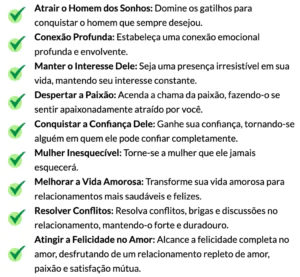 Atrair o Homem dos Sonhos: Domine os gatilhos para
conquistar o homem que sempre desejou.
Conexão Profunda: Estabeleça uma conexão emocional
profunda e envolvente.
Manter o Interesse Dele: Seja uma presença irresistível em sua
vida, mantendo seu interesse constante.
Despertar a Paixão: Acenda a chama da paixão, fazendo-o se
sentir apaixonadamente atraído por você.
Conquistar a Confiança Dele: Ganhe sua confiança, tornando-se
alguém em quem ele pode confiar completamente.
Mulher Inesquecível: Torne-se a mulher que ele jamais
esquecerá.
Melhorar a Vida Amorosa: Transforme sua vida amorosa para
relacionamentos mais saudáveis e felizes.
Resolver Conflitos: Resolva conflitos, brigas e discussões no
relacionamento, mantendo-o forte e duradouro.
Atingir a Felicidade no Amor: Alcance a felicidade completa no
amor, desfrutando de um relacionamento repleto de amor,
paixão e satisfação mútua.